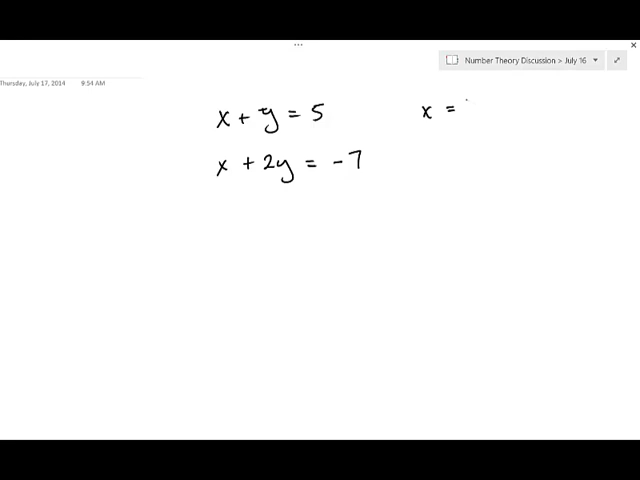 Number Theory Discussion > July 16
Thursday, July 17, 2014 9:54 AM
x + y = 5 x =
x + 2y = -7